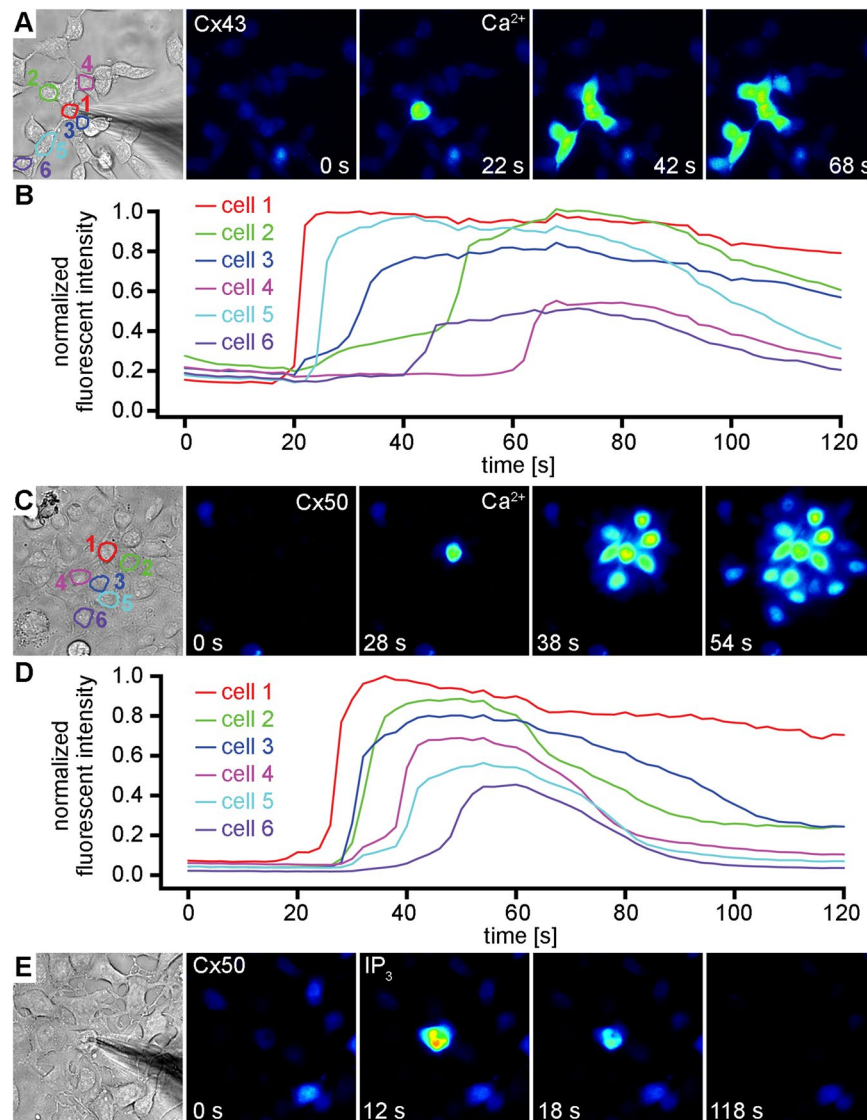 A
Cx43
Ca²⁺
4
2
1
3
5
6
0 s
22 s
42 s
68 s
B
normalized
fluorescent intensity
1.0
0.8
0.6
0.4
0.2
0.0
cell 1
cell 2
cell 3
cell 4
cell 5
cell 6
0
20
40
60
80
100
120
time [s]
C
Cx50
Ca²⁺
1
2
4
3
5
6
0 s
28 s
38 s
54 s
D
normalized
fluorescent intensity
1.0
0.8
0.6
0.4
0.2
0.0
cell 1
cell 2
cell 3
cell 4
cell 5
cell 6
0
20
40
60
80
100
120
time [s]
E
Cx50
IP₃
0 s
12 s
18 s
118 s